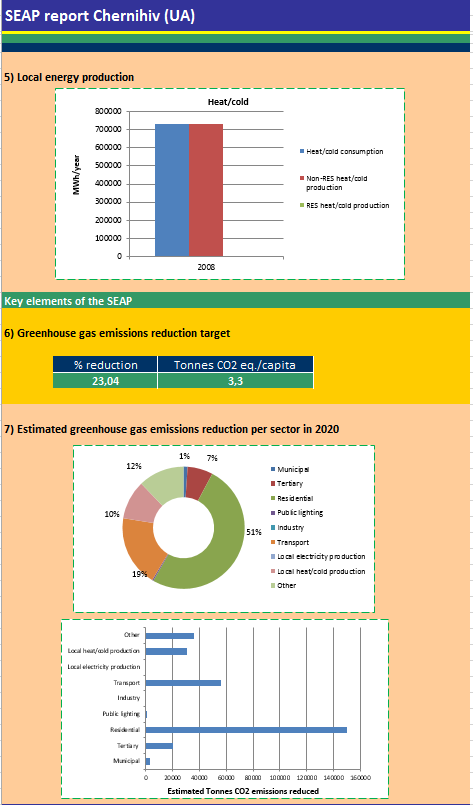 SEAP report Chernihiv (UA)
5) Local energy production
Heat/cold
MWh/year
800000
700000
600000
500000
400000
300000
200000
100000
0
2008
Heat/cold consumption
Non-RES heat/cold
production
RES heat/cold production
Key elements of the SEAP
6) Greenhouse gas emissions reduction target
% reduction Tonnes CO2 eq./capita
23,04 3,3
7) Estimated greenhouse gas emissions reduction per sector in 2020
1%
7%
12%
10%
51%
19%
Municipal
Tertiary
Residential
Public lighting
Industry
Transport
Local electricity production
Local heat/cold production
Other
Other
Local heat/cold production
Local electricity production
Transport
Industry
Public lighting
Residential
Tertiary
Municipal
0 20000 40000 60000 80000 100000 120000 140000 160000
Estimated Tonnes CO2 emissions reduced